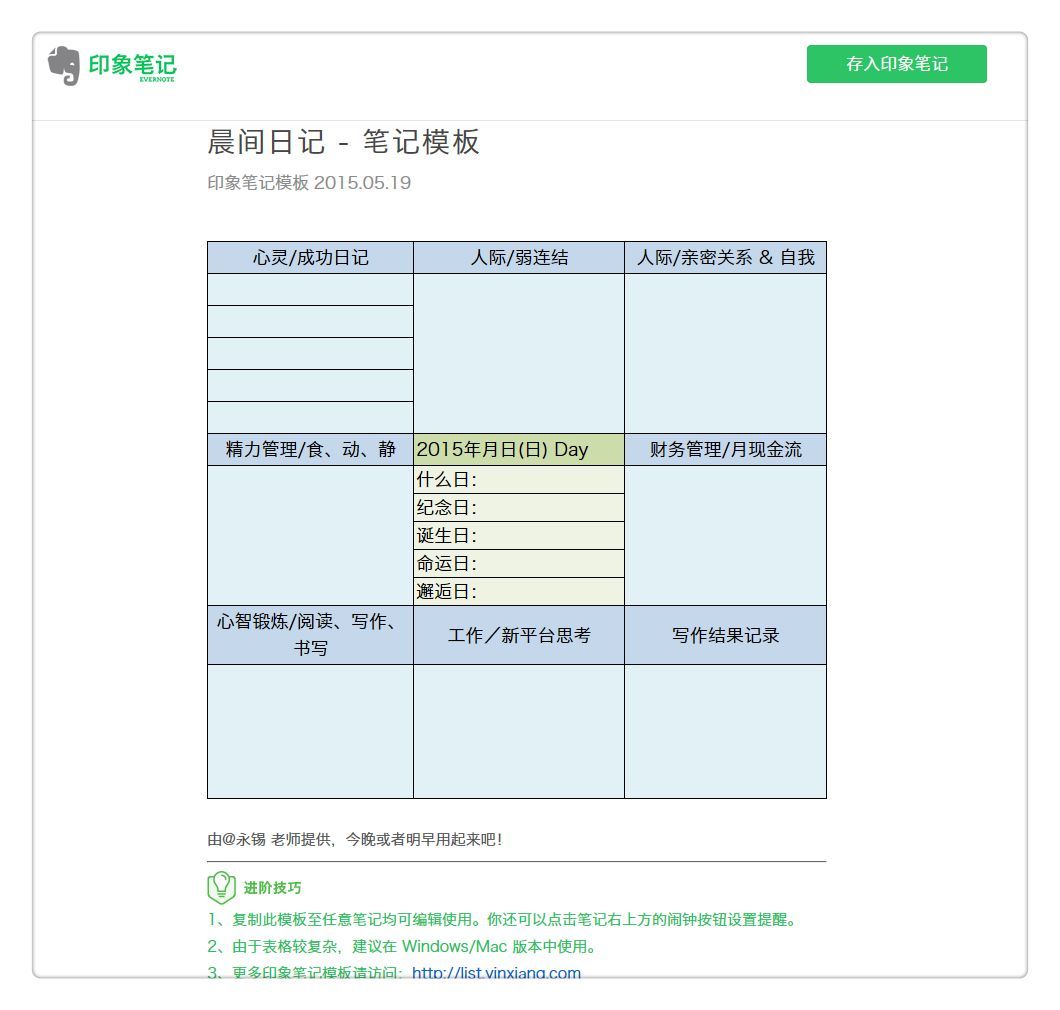 印象笔记
EVERNOTE
存入印象笔记
晨间日记 - 笔记模板
印象笔记模板 2015.05.19
心灵/成功日记
人际/弱连结
人际/亲密关系 & 自我
精力管理/食、动、静
2015年月日(日) Day
财务管理/月现金流
什么日：
纪念日：
诞生日：
命运日：
邂逅日：
心智锻炼/阅读、写作、
书写
工作／新平台思考
写作结果记录
由@永锡 老师提供，今晚或者明早用起来吧！
进阶技巧
1、复制此模板至任意笔记均可编辑使用。你还可以点击笔记右上方的闹钟按钮设置提醒。
2、由于表格较复杂，建议在 Windows/Mac 版本中使用。
3、更多印象笔记模板请访问：http://list.yinxiang.com